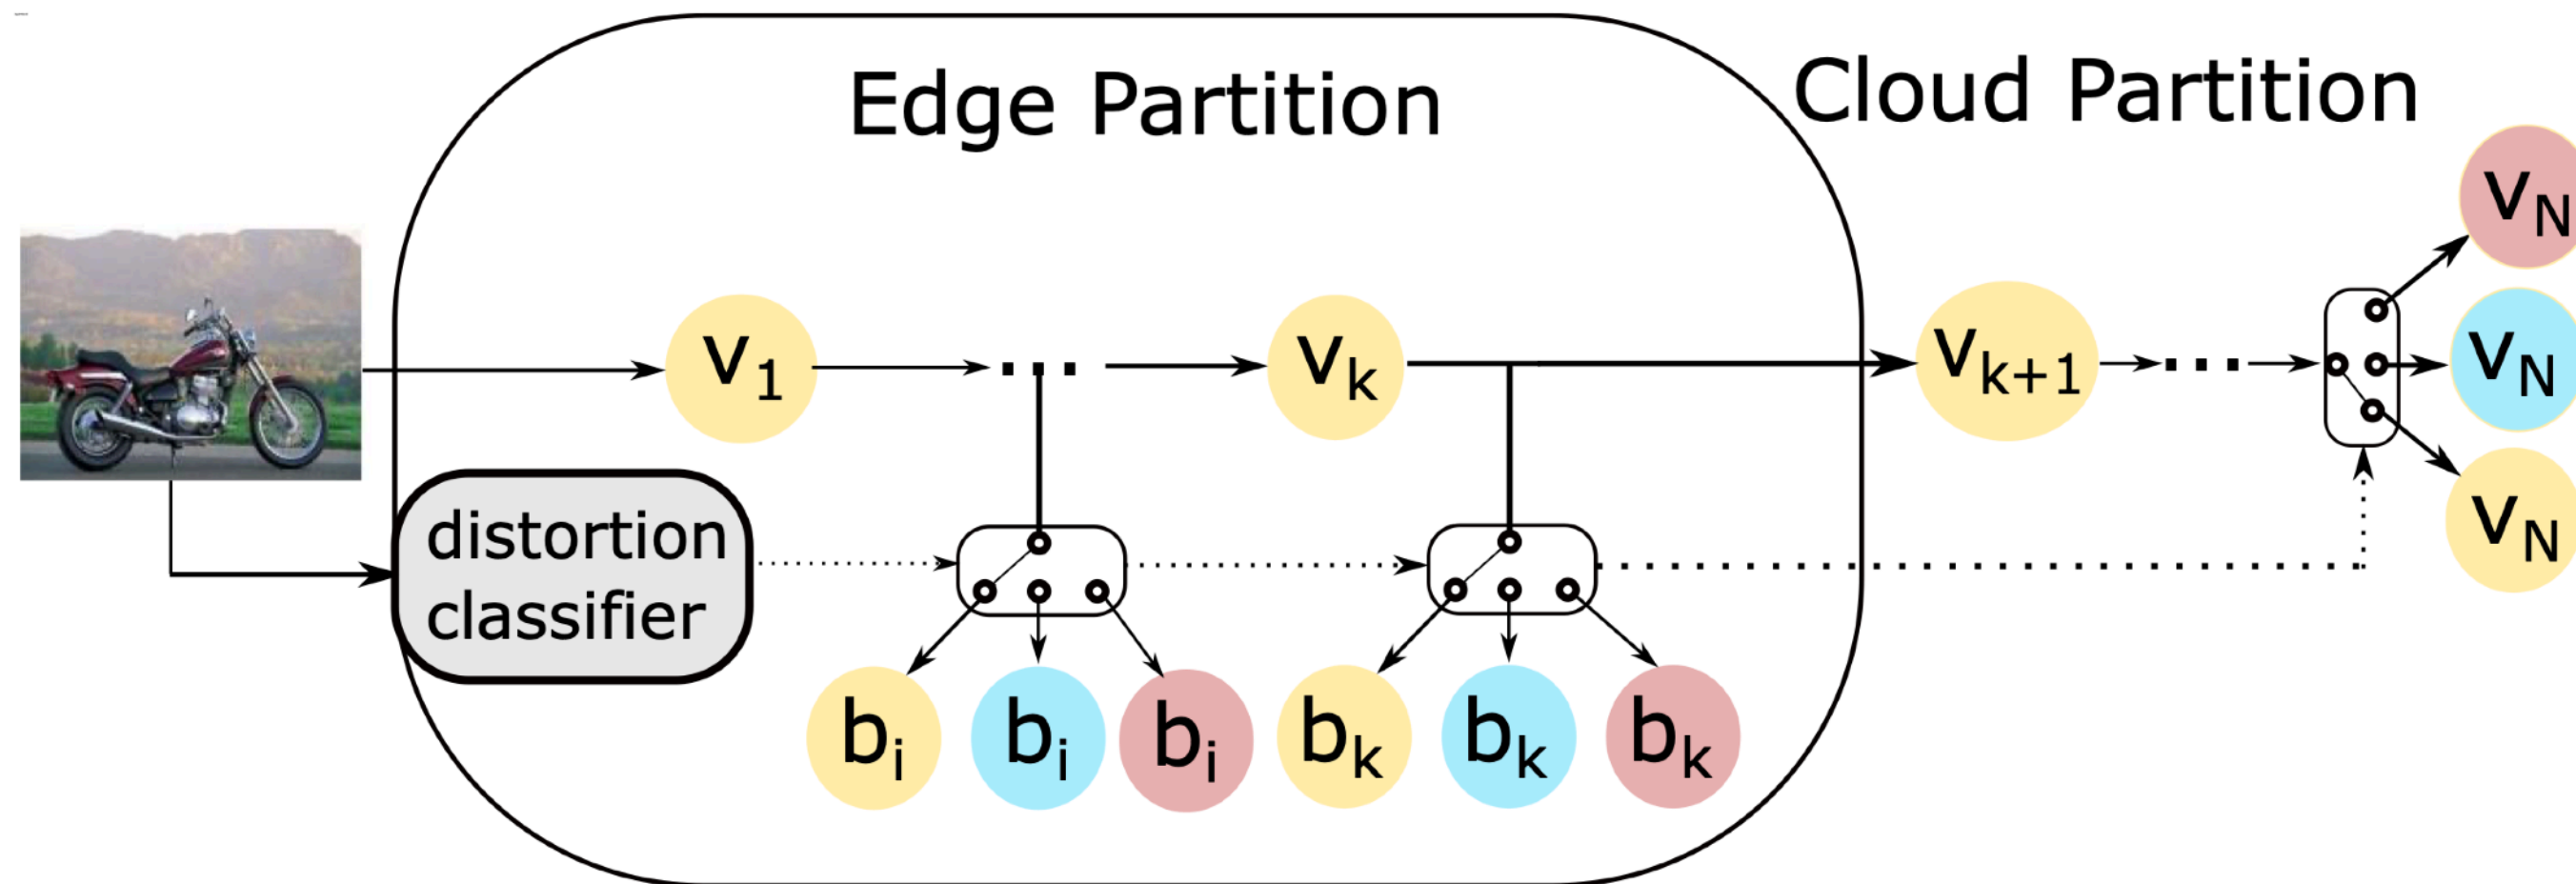 Edge Partition
Cloud Partition
v1
...
vk
vk+1
...
vN
vN
vN
distortion
classifier
bi
bi
bi
bk
bk
bk